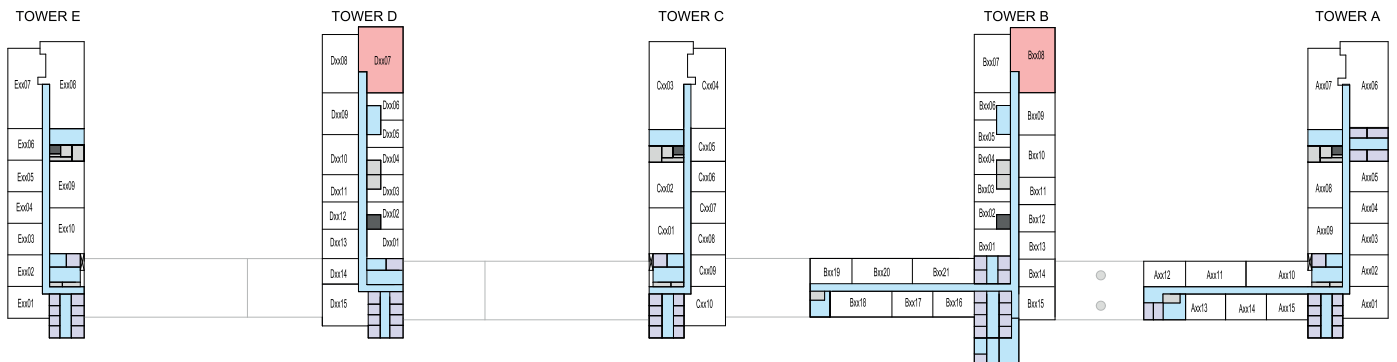 TOWER E
TOWER D
TOWER C
TOWER B
TOWER A
Exx07
Exx08
Exx06
Exx05
Exx04
Exx03
Exx02
Exx01
Exx09
Exx10
Dxx08
Dxx07
Dxx09
Dxx06
Dxx05
Dxx10
Dxx04
Dxx11
Dxx03
Dxx12
Dxx02
Dxx13
Dxx01
Dxx14
Dxx15
Cxx03
Cxx04
Cxx05
Cxx02
Cxx06
Cxx07
Cxx01
Cxx08
Cxx09
Cxx10
Bxx07
Bxx08
Bxx06
Bxx09
Bxx05
Bxx04
Bxx10
Bxx03
Bxx11
Bxx02
Bxx12
Bxx01
Bxx13
Bxx19
Bxx20
Bxx21
Bxx14
Bxx18
Bxx17
Bxx16
Bxx15
Axx07
Axx06
Axx08
Axx05
Axx04
Axx09
Axx03
Axx12
Axx11
Axx10
Axx02
Axx13
Axx14
Axx15
Axx01